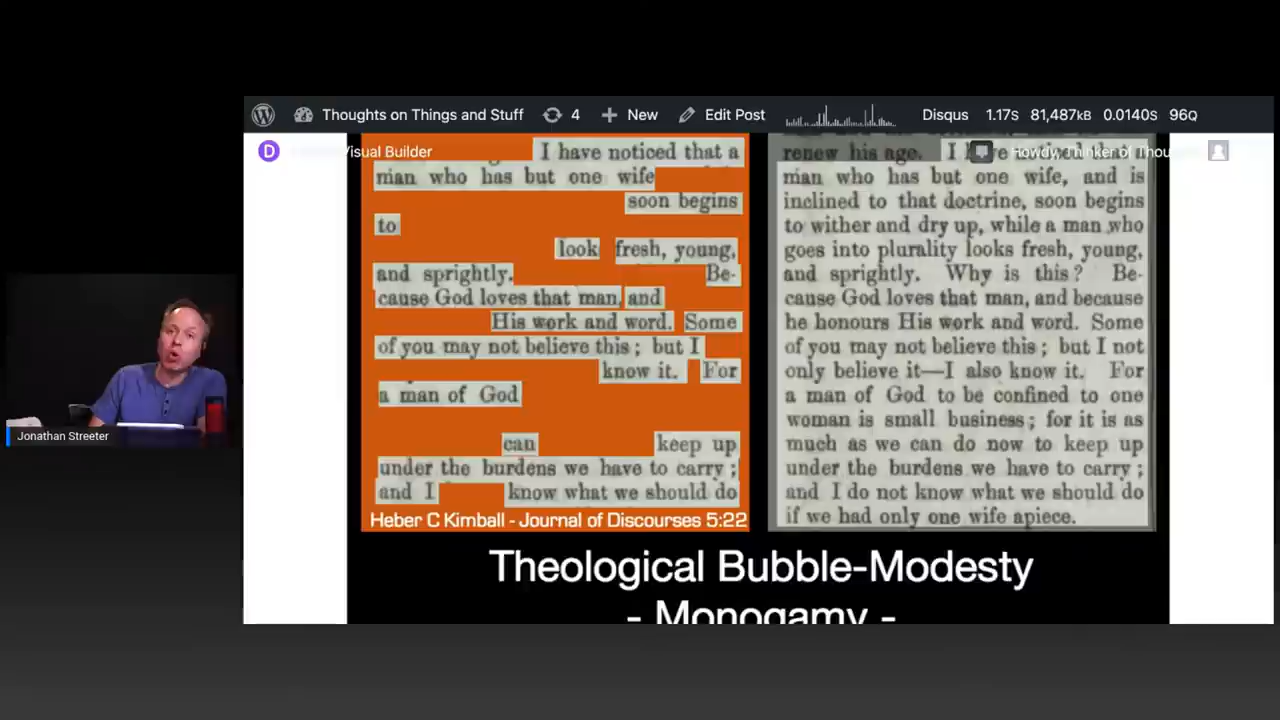 Thoughts on Things and Stuff 4 New Edit Post Disqus 1.17s 81,487kB 0.0140s 96Q
D Visual Builder
Howdy, Thinker of Thou
I have noticed that a
man who has but one wife
soon begins
to
look fresh, young,
and sprightly. Be-
cause God loves that man, and
His work and word. Some
of you may not believe this; but I
know it. For
a man of God
can keep up
under the burdens we have to carry;
and I know what we should do
Heber C Kimball - Journal of Discourses 5:22
renew his age. I
man who has but one wife, and is
inclined to that doctrine, soon begins
to wither and dry up, while a man who
goes into plurality looks fresh, young,
and sprightly. Why is this? Be-
cause God loves that man, and because
he honours His work and word. Some
of you may not believe this; but I not
only believe it—I also know it. For
a man of God to be confined to one
woman is small business; for it is as
much as we can do now to keep up
under the burdens we have to carry;
and I do not know what we should do
if we had only one wife apiece.
Theological Bubble-Modesty
- Monogamy -
Jonathan Streeter